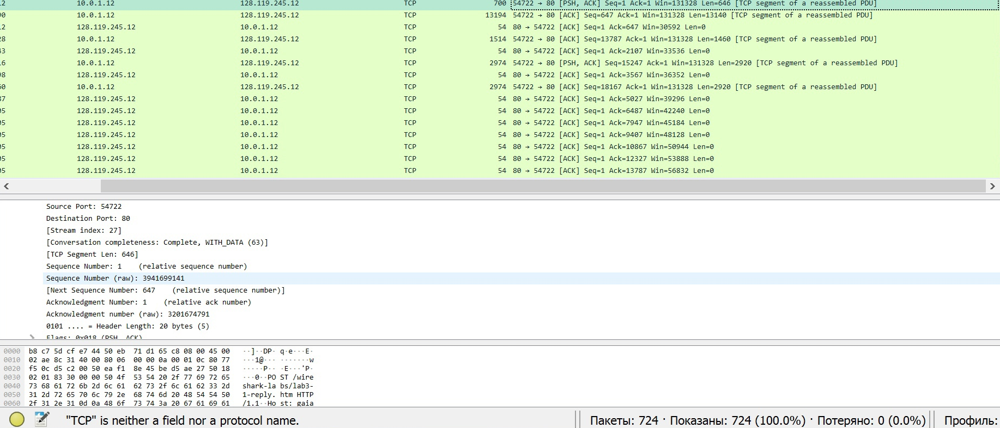 .2 10.0.1.12 128.119.245.12 TCP 700 54722 → 80 [PSH, ACK] Seq=1 Ack=1 Win=131328 Len=646 [TCP segment of a reassembled PDU]
0 10.0.1.12 128.119.245.12 TCP 13194 54722 → 80 [ACK] Seq=647 Ack=1 Win=131328 Len=13140 [TCP segment of a reassembled PDU]
.2 128.119.245.12 10.0.1.12 TCP 54 80 → 54722 [ACK] Seq=1 Ack=647 Win=30592 Len=0
28 10.0.1.12 128.119.245.12 TCP 1514 54722 → 80 [ACK] Seq=13787 Ack=1 Win=131328 Len=1460 [TCP segment of a reassembled PDU]
3 128.119.245.12 10.0.1.12 TCP 54 80 → 54722 [ACK] Seq=1 Ack=2107 Win=33536 Len=0
6 10.0.1.12 128.119.245.12 TCP 2974 54722 → 80 [PSH, ACK] Seq=15247 Ack=1 Win=131328 Len=2920 [TCP segment of a reassembled PDU]
8 128.119.245.12 10.0.1.12 TCP 54 80 → 54722 [ACK] Seq=1 Ack=3567 Win=36352 Len=0
0 10.0.1.12 128.119.245.12 TCP 2974 54722 → 80 [ACK] Seq=18167 Ack=1 Win=131328 Len=2920 [TCP segment of a reassembled PDU]
37 128.119.245.12 10.0.1.12 TCP 54 80 → 54722 [ACK] Seq=1 Ack=5027 Win=39296 Len=0
5 128.119.245.12 10.0.1.12 TCP 54 80 → 54722 [ACK] Seq=1 Ack=6487 Win=42240 Len=0
5 128.119.245.12 10.0.1.12 TCP 54 80 → 54722 [ACK] Seq=1 Ack=7947 Win=45184 Len=0
5 128.119.245.12 10.0.1.12 TCP 54 80 → 54722 [ACK] Seq=1 Ack=9407 Win=48128 Len=0
5 128.119.245.12 10.0.1.12 TCP 54 80 → 54722 [ACK] Seq=1 Ack=10867 Win=50944 Len=0
5 128.119.245.12 10.0.1.12 TCP 54 80 → 54722 [ACK] Seq=1 Ack=12327 Win=53888 Len=0
5 128.119.245.12 10.0.1.12 TCP 54 80 → 54722 [ACK] Seq=1 Ack=13787 Win=56832 Len=0
Source Port: 54722
Destination Port: 80
[Stream index: 27]
[Conversation completeness: Complete, WITH_DATA (63)]
[TCP Segment Len: 646]
Sequence Number: 1 (relative sequence number)
Sequence Number (raw): 3941699141
[Next Sequence Number: 647 (relative sequence number)]
Acknowledgment Number: 1 (relative ack number)
Acknowledgment number (raw): 3201674791
0101 .... = Header Length: 20 bytes (5)
Flags: 0x018 (PSH, ACK)
0000 b8 c7 5d cf e7 44 50 eb 71 d1 65 c8 08 00 45 00 ··]··DP· q·e···E·
0010 02 ae 8c 31 40 00 80 06 00 00 0a 00 01 0c 80 77 ···1@··· ·······w
0020 f5 0c d5 c2 00 50 ea f1 8e 45 be d5 ae 27 50 18 ·····P·· ·E···'P·
0030 02 01 83 30 00 00 50 4f 53 54 20 2f 77 69 72 65 ···0··PO ST /wire
0040 73 68 61 72 6b 2d 6c 61 62 73 2f 6c 61 62 33 2d shark-la bs/lab3-
0050 31 2d 72 65 70 6c 79 2e 68 74 6d 20 48 54 54 50 1-reply. htm HTTP
0060 2f 31 2e 31 0d 0a 48 6f 73 74 3a 20 67 61 69 61 /1.1··Ho st: gaia
"TCP" is neither a field nor a protocol name. Пакеты: 724 · Показаны: 724 (100.0%) · Потеряно: 0 (0.0%) Профиль: